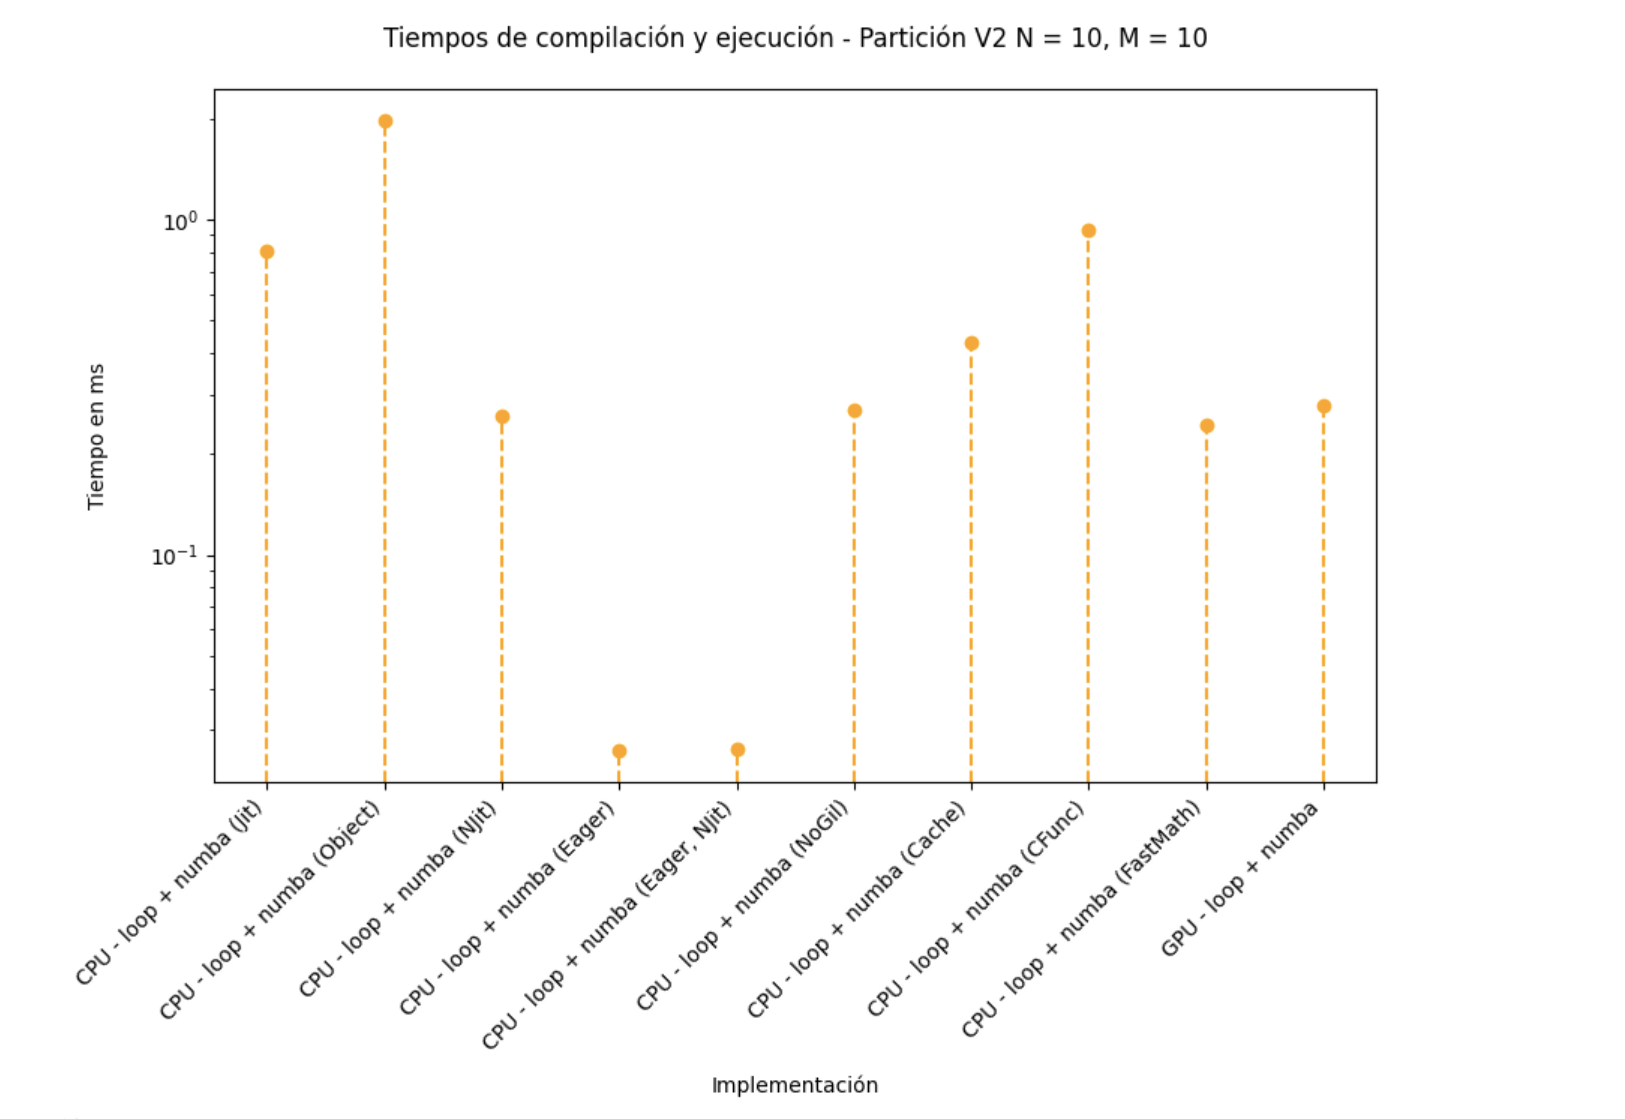 Tiempos de compilación y ejecución - Partición V2 N = 10, M = 10
10⁰
10⁻¹
Tiempo en ms
CPU - loop + numba (Jit)
CPU - loop + numba (Object)
CPU - loop + numba (NJit)
CPU - loop + numba (Eager)
CPU - loop + numba (Eager, NJit)
CPU - loop + numba (NoGil)
CPU - loop + numba (Cache)
CPU - loop + numba (CFunc)
CPU - loop + numba (FastMath)
GPU - loop + numba
Implementación